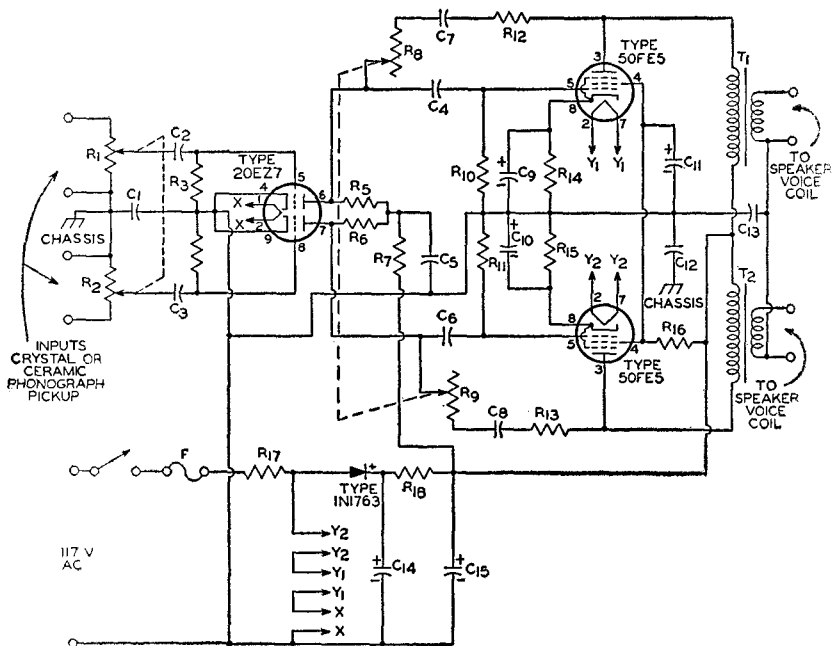 C7
R12
R8
TYPE
50FE5
3
4
5
8
2
7
Y1
Y1
T1
TO
SPEAKER
VOICE
COIL
C4
C2
R1
TYPE
20EZ7
R3
C1
X
X
4
5
2
9
8
6
7
R5
R6
R10
C9
R14
C11
C13
CHASSIS
R2
C3
R7
C5
R11
C10
R15
Y2
Y2
C12
CHASSIS
T2
C6
8
5
2
7
4
3
R16
TYPE
50FE5
INPUTS
CRYSTAL OR
CERAMIC
PHONOGRAPH
PICKUP
R9
C8
R13
TO
SPEAKER
VOICE
COIL
F
R17
TYPE
1N1763
+
R18
117 V
AC
Y2
Y2
Y1
Y1
X
X
+
C14
-
+
C15
-